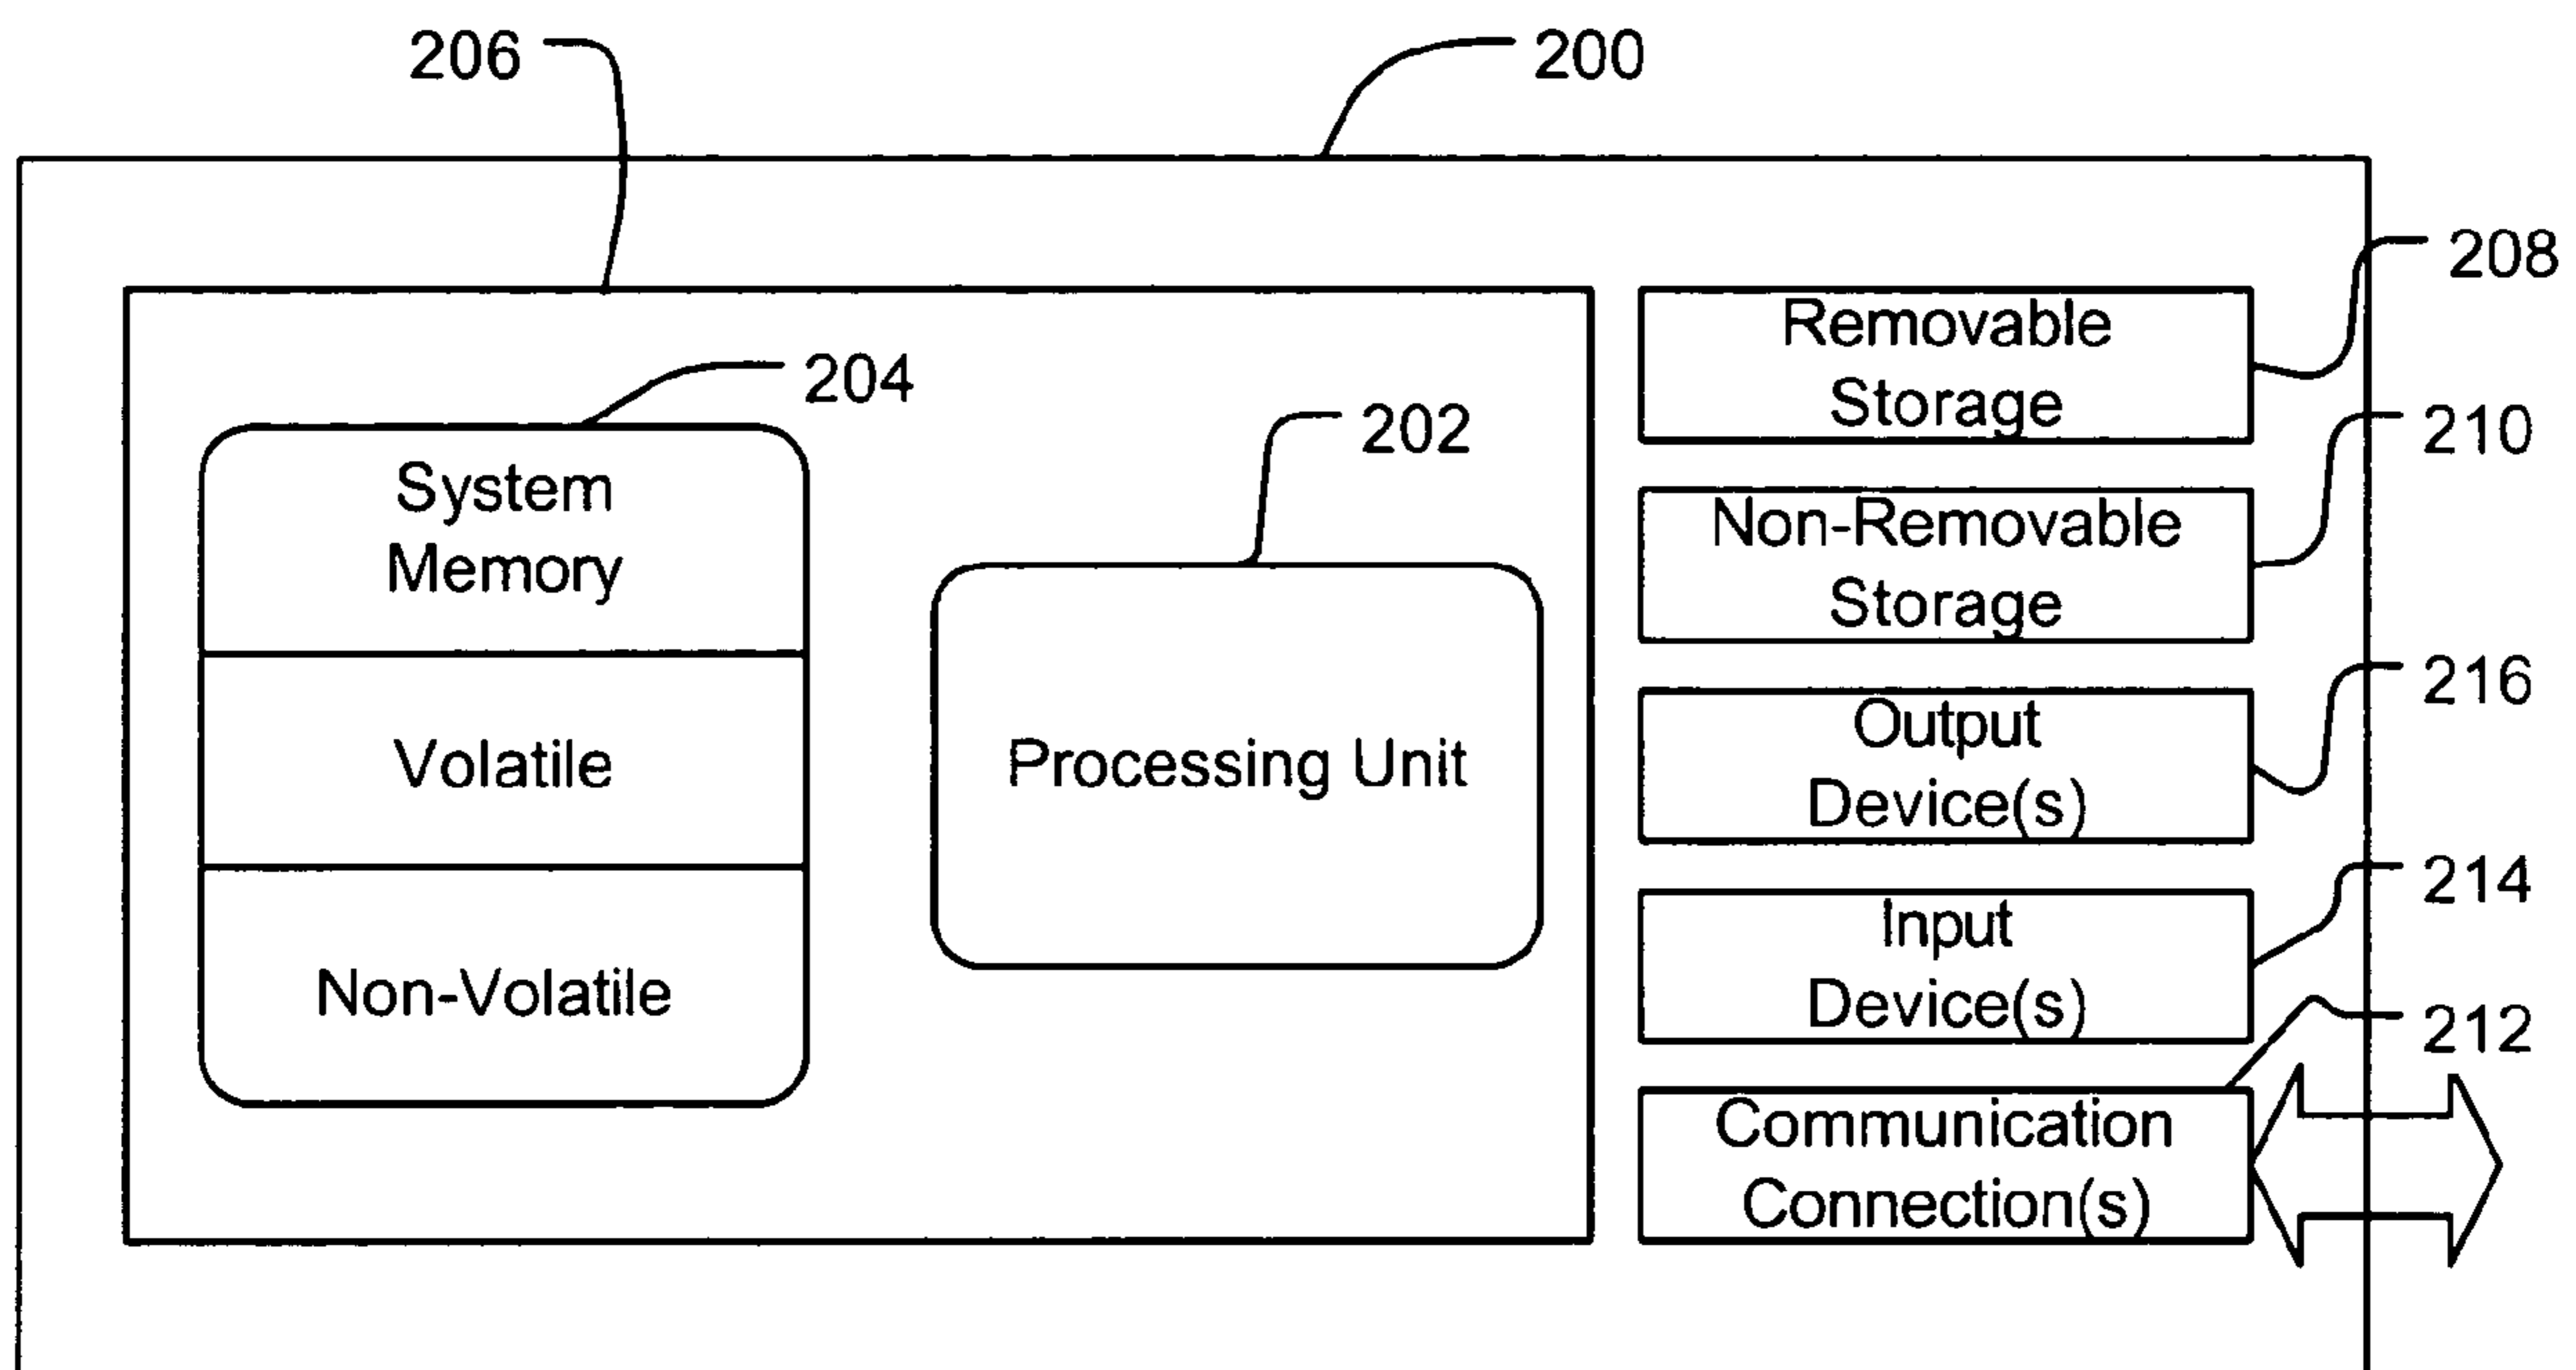 206
200
208
Removable
Storage
204
202
210
System
Memory
Non-Removable
Storage
216
Output
Device(s)
Volatile
Processing Unit
214
Input
Device(s)
Non-Volatile
212
Communication
Connection(s)